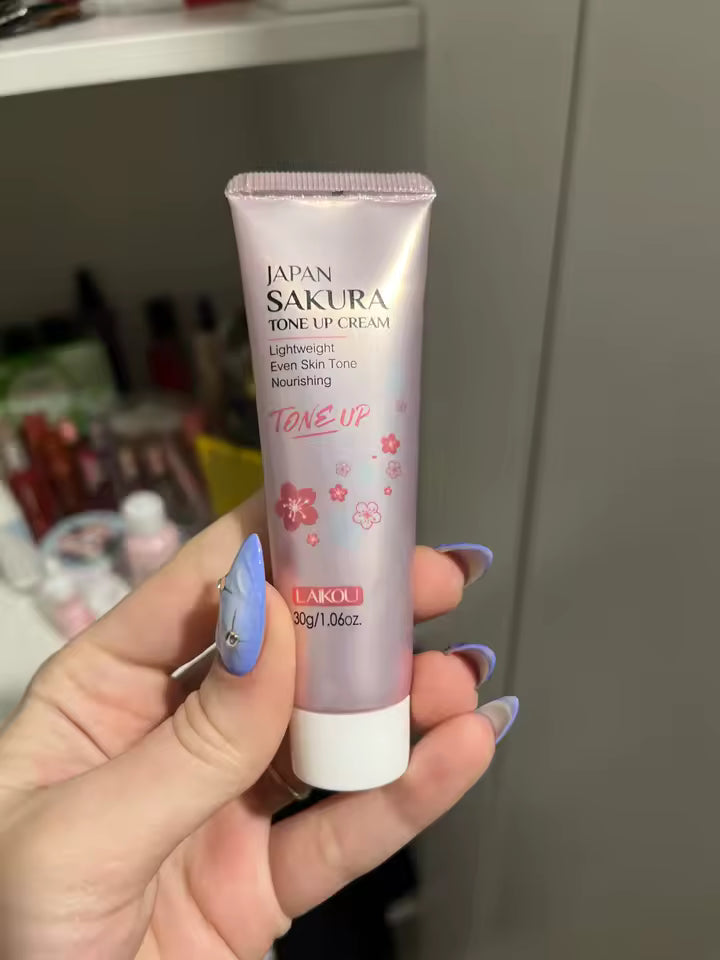 JAPAN
SAKURA
TONE UP CREAM
Lightweight
Even Skin Tone
Nourishing
TONE UP
LAIKOU
30g/1.06oz.